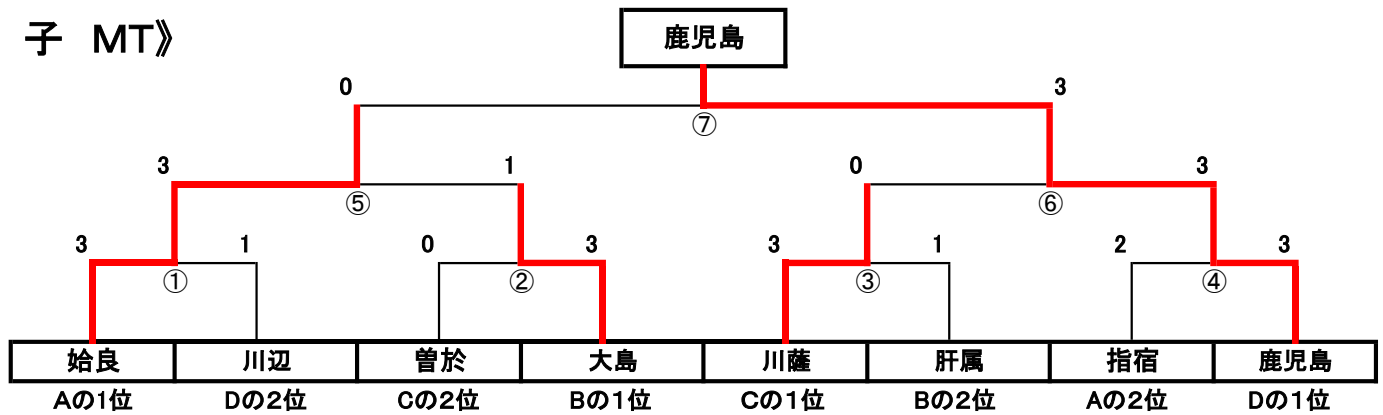 子 MT》
鹿児島
0 3
⑦
3 1 0 3
⑤ ⑥
3 1 0 3 3 1 2 3
① ② ③ ④
姶良 川辺 曽於 大島 川薩 肝属 指宿 鹿児島
Aの1位 Dの2位 Cの2位 Bの1位 Cの1位 Bの2位 Aの2位 Dの1位